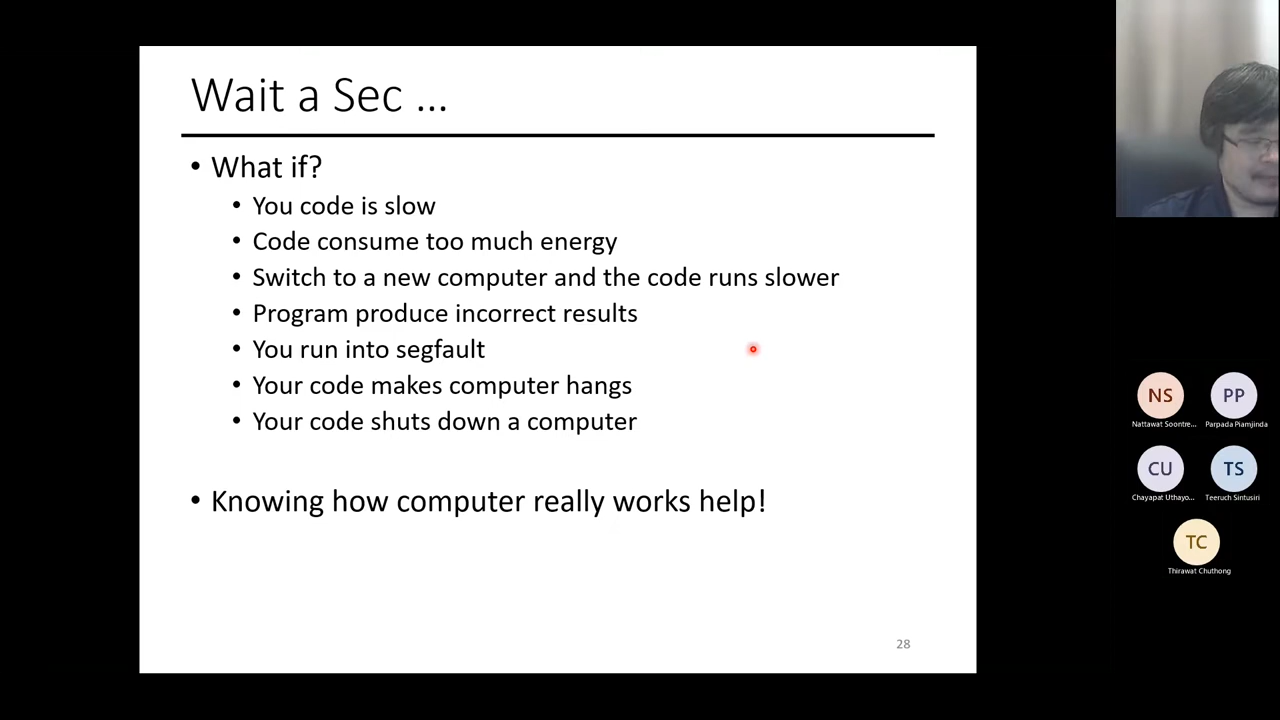 Wait a Sec ...
• What if?
• You code is slow
• Code consume too much energy
• Switch to a new computer and the code runs slower
• Program produce incorrect results
• You run into segfault
• Your code makes computer hangs
• Your code shuts down a computer
• Knowing how computer really works help!
28
NS PP
Nattawat Soontre... Parpada Piamjinda
CU TS
Chayapat Uthayo... Teeruch Sintusiri
TC
Thirawat Chuthong